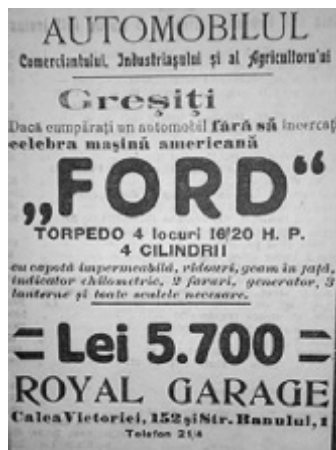 AUTOMOBILUL
Comerciantului, Industriaşului şi al Agricultoru'ui
Greşiţi
Dacă cumpăraţi un automobil fără să încercaţi
celebra maşină americană
„FORD“
TORPEDO 4 locuri 16/20 H. P.
4 CILINDRII
cu capotă impermeabilă, ridouri, geam în faţă,
indicator chilometric, 2 faruri, generator, 3
lanterne şi toate sculele necesare.
= Lei 5.700 =
ROYAL GARAGE
Calea Victoriei, 152 şi Str. Banului, 1
Telefon 21/4